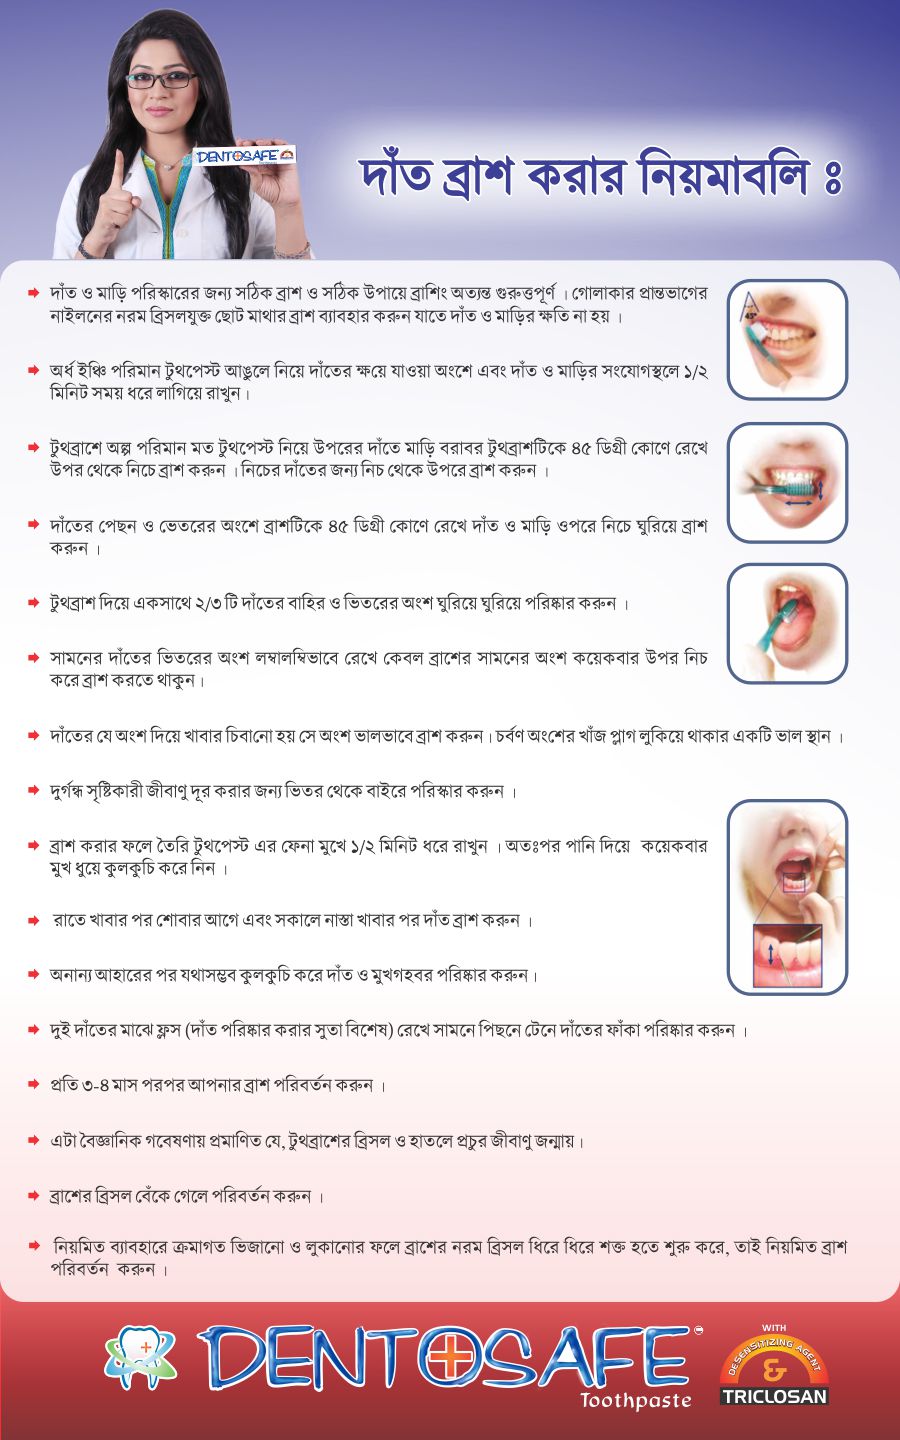 DENTOSAFE
দাঁত ব্রাশ করার নিয়মাবলি ঃ
দাঁত ও মাড়ি পরিস্কারের জন্য সঠিক ব্রাশ ও সঠিক উপায়ে ব্রাশিং অত্যন্ত গুরুত্তপূর্ণ । গোলাকার প্রান্তভাগের
নাইলনের নরম ব্রিসলযুক্ত ছোট মাথার ব্রাশ ব্যাবহার করুন যাতে দাঁত ও মাড়ির ক্ষতি না হয় ।
45°
অর্ধ ইঞ্চি পরিমান টুথপেস্ট আঙুলে নিয়ে দাঁতের ক্ষয়ে যাওয়া অংশে এবং দাঁত ও মাড়ির সংযোগস্থলে ১/২
মিনিট সময় ধরে লাগিয়ে রাখুন।
টুথব্রাশে অল্প পরিমান মত টুথপেস্ট নিয়ে উপরের দাঁতে মাড়ি বরাবর টুথব্রাশটিকে ৪৫ ডিগ্রী কোণে রেখে
উপর থেকে নিচে ব্রাশ করুন । নিচের দাঁতের জন্য নিচ থেকে উপরে ব্রাশ করুন ।
দাঁতের পেছন ও ভেতরের অংশে ব্রাশটিকে ৪৫ ডিগ্রী কোণে রেখে দাঁত ও মাড়ি ওপরে নিচে ঘুরিয়ে ব্রাশ
করুন ।
টুথব্রাশ দিয়ে একসাথে ২/৩ টি দাঁতের বাহির ও ভিতরের অংশ ঘুরিয়ে ঘুরিয়ে পরিষ্কার করুন ।
সামনের দাঁতের ভিতরের অংশ লম্বালম্বিভাবে রেখে কেবল ব্রাশের সামনের অংশ কয়েকবার উপর নিচ
করে ব্রাশ করতে থাকুন।
দাঁতের যে অংশ দিয়ে খাবার চিবানো হয় সে অংশ ভালভাবে ব্রাশ করুন। চর্বণ অংশের খাঁজ প্লাগ লুকিয়ে থাকার একটি ভাল স্থান ।
দুর্গন্ধ সৃষ্টিকারী জীবাণু দূর করার জন্য ভিতর থেকে বাইরে পরিস্কার করুন ।
ব্রাশ করার ফলে তৈরি টুথপেস্ট এর ফেনা মুখে ১/২ মিনিট ধরে রাখুন । অতঃপর পানি দিয়ে কয়েকবার
মুখ ধুয়ে কুলকুচি করে নিন ।
রাতে খাবার পর শোবার আগে এবং সকালে নাস্তা খাবার পর দাঁত ব্রাশ করুন ।
অনান্য আহারের পর যথাসম্ভব কুলকুচি করে দাঁত ও মুখগহবর পরিষ্কার করুন।
দুই দাঁতের মাঝে ফ্লস (দাঁত পরিষ্কার করার সুতা বিশেষ) রেখে সামনে পিছনে টেনে দাঁতের ফাঁকা পরিষ্কার করুন ।
প্রতি ৩-৪ মাস পরপর আপনার ব্রাশ পরিবর্তন করুন ।
এটা বৈজ্ঞানিক গবেষণায় প্রমাণিত যে, টুথব্রাশের ব্রিসল ও হাতলে প্রচুর জীবাণু জন্মায়।
ব্রাশের ব্রিসল বেঁকে গেলে পরিবর্তন করুন ।
নিয়মিত ব্যাবহারে ক্রমাগত ভিজানো ও লুকানোর ফলে ব্রাশের নরম ব্রিসল ধিরে ধিরে শক্ত হতে শুরু করে, তাই নিয়মিত ব্রাশ
পরিবর্তন করুন ।
DENTOSAFE
Toothpaste
WITH
DESENSITIZING AGENT
&
TRICLOSAN